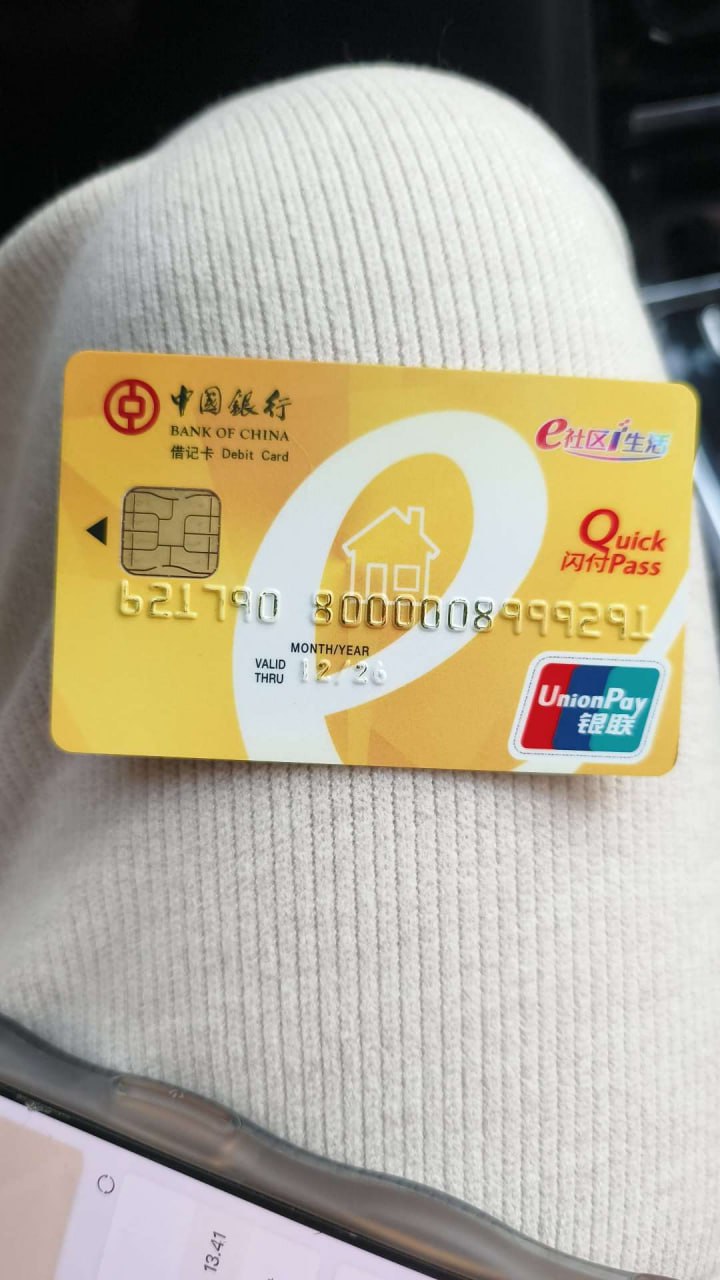 中国银行
BANK OF CHINA
借记卡 Debit Card
e社区i生活
Quick
闪付Pass
621790 8000008999291
MONTH/YEAR
VALID THRU 12/26
UnionPay
银联
13.41